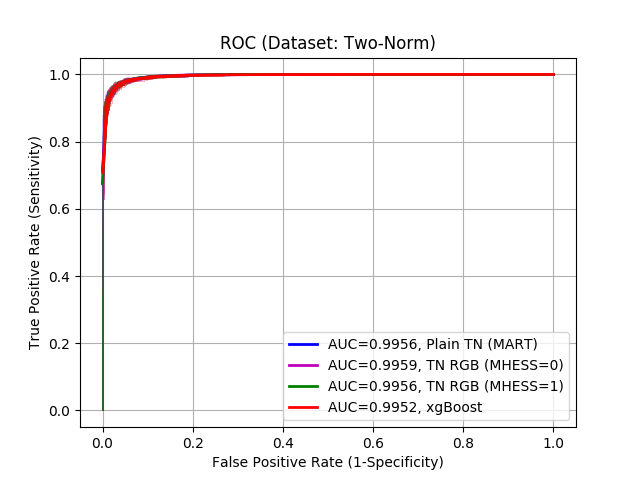 ROC (Dataset: Two-Norm)
1.0
0.8
0.6
0.4
0.2
0.0
True Positive Rate (Sensitivity)
AUC=0.9956, Plain TN (MART)
AUC=0.9959, TN RGB (MHESS=0)
AUC=0.9956, TN RGB (MHESS=1)
AUC=0.9952, xgBoost
0.0 0.2 0.4 0.6 0.8 1.0
False Positive Rate (1-Specificity)